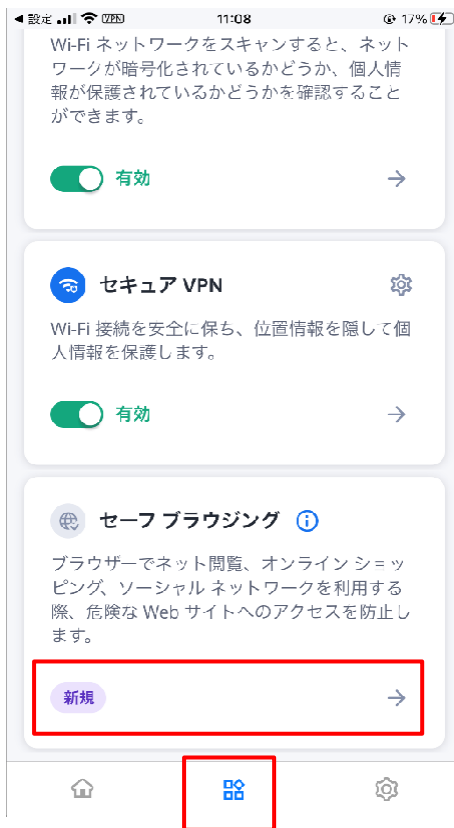 設定 VPN 11:08 17%
Wi-Fi ネットワークをスキャンすると、ネット
ワークが暗号化されているかどうか、個人情
報が保護されているかどうかを確認すること
ができます。
有効
セキュア VPN
Wi-Fi 接続を安全に保ち、位置情報を隠して個
人情報を保護します。
有効
セーフ ブラウジング
ブラウザーでネット閲覧、オンライン ショッ
ピング、ソーシャル ネットワークを利用する
際、危険な Web サイトへのアクセスを防止し
ます。
新規